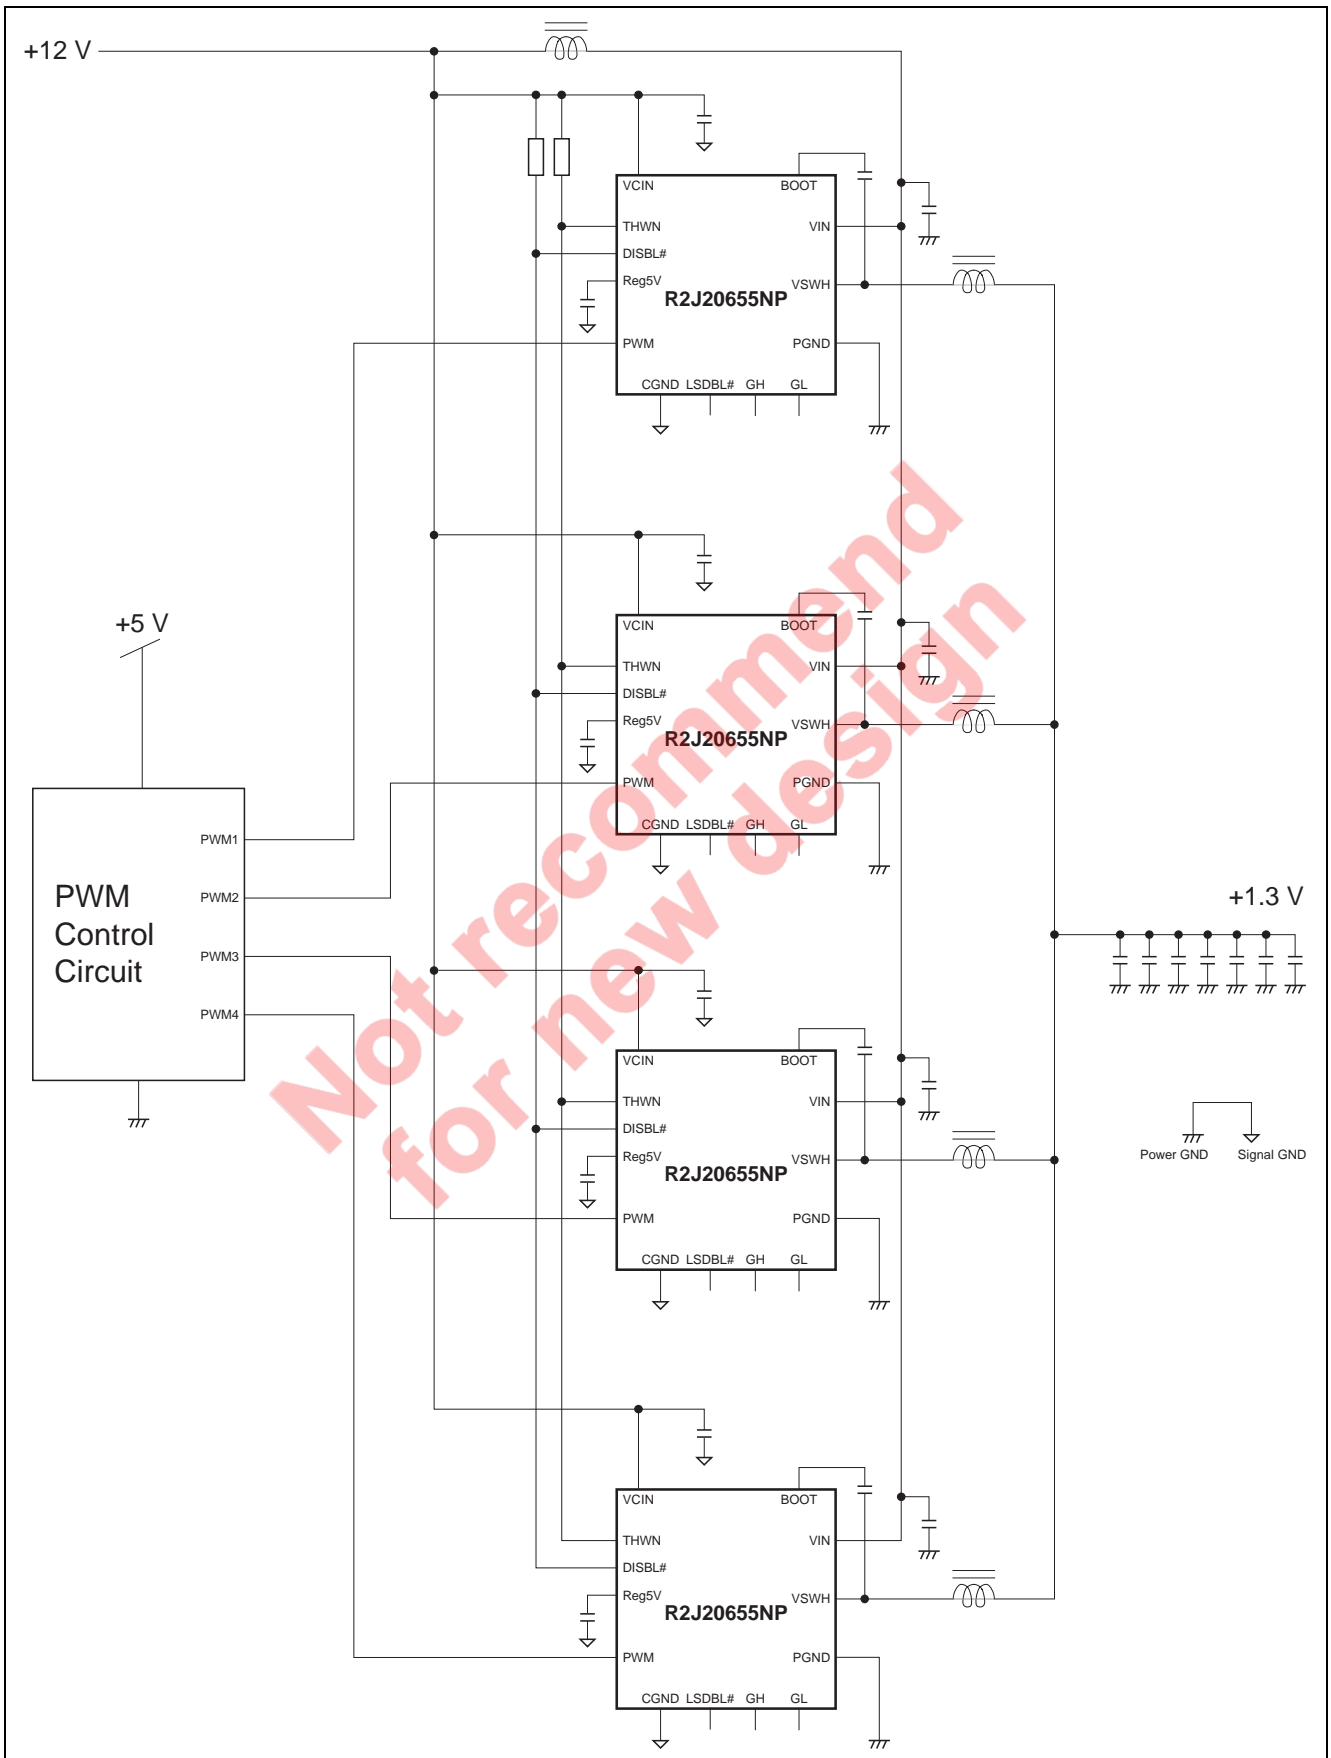 +12 V
VCIN
BOOT
THWN
VIN
DISBL#
Reg5V
VSWH
R2J20655NP
PWM
PGND
CGND LSDBL# GH GL
VCIN
BOOT
THWN
VIN
DISBL#
Reg5V
VSWH
R2J20655NP
PWM
PGND
CGND LSDBL# GH GL
+5 V
PWM
Control
Circuit
PWM1
PWM2
PWM3
PWM4
+1.3 V
VCIN
BOOT
THWN
VIN
DISBL#
Reg5V
VSWH
R2J20655NP
PWM
PGND
CGND LSDBL# GH GL
Power GND
Signal GND
VCIN
BOOT
THWN
VIN
DISBL#
Reg5V
VSWH
R2J20655NP
PWM
PGND
CGND LSDBL# GH GL
Not recommend
for new design